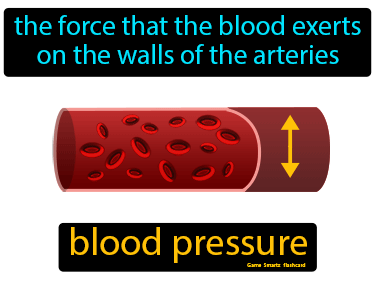 the force that the blood exerts
on the walls of the arteries
blood pressure
Game Smartz flashcard